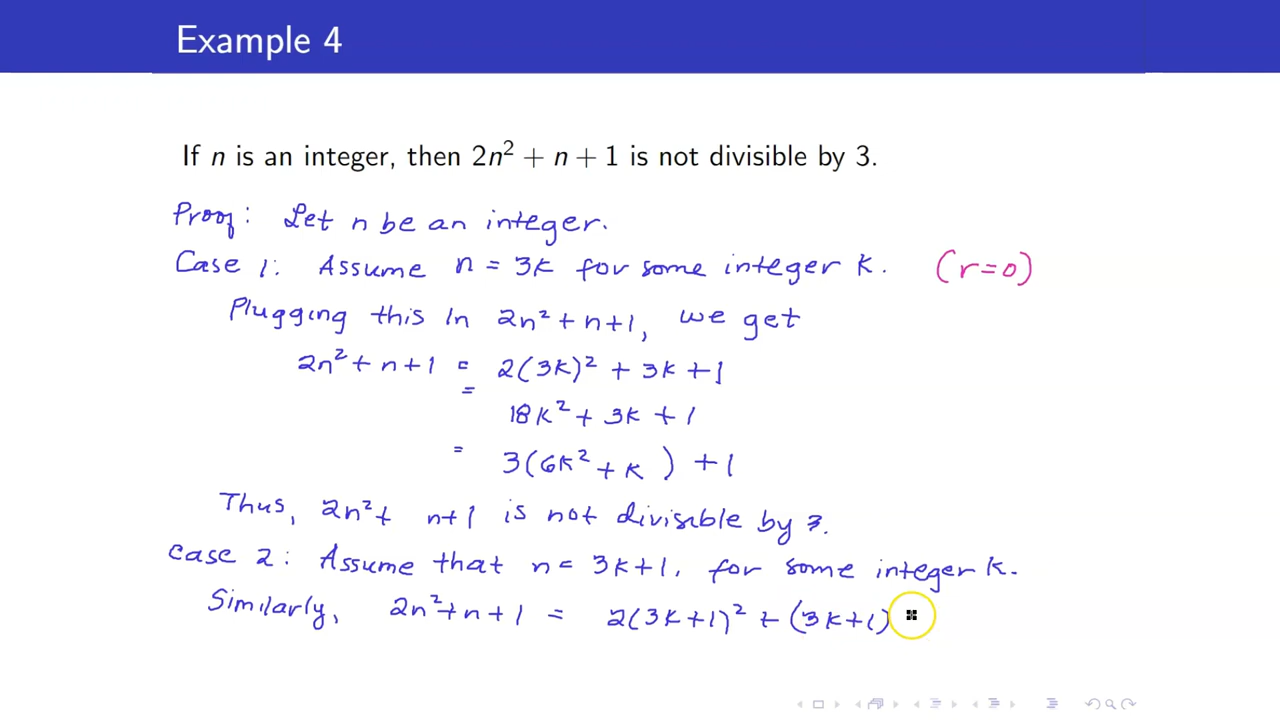 Example 4
If n is an integer, then 2n² + n + 1 is not divisible by 3.
Proof: Let n be an integer.
Case 1: Assume n = 3k for some integer k. (r=0)
Plugging this in 2n²+n+1, we get
2n²+n+1 = 2(3k)² + 3k +1
=
18k² + 3k + 1
= 3(6k²+k) +1
Thus, 2n²+ n+1 is not divisible by 3.
Case 2: Assume that n = 3k+1, for some integer k.
Similarly, 2n²+n+1 = 2(3k+1)² + (3k+1)